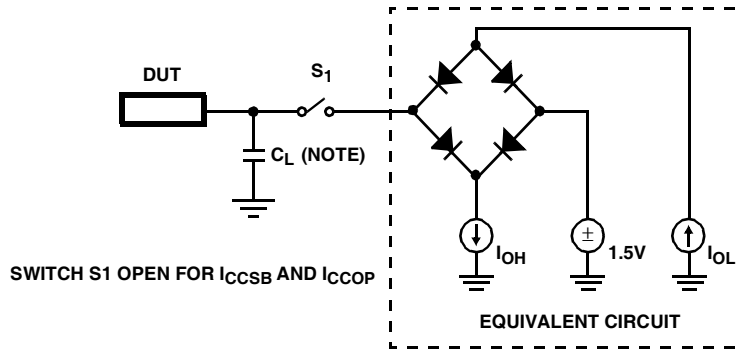 DUT
S1
CL (NOTE)
IOH
±
1.5V
IOL
SWITCH S1 OPEN FOR ICCSB AND ICCOP
EQUIVALENT CIRCUIT